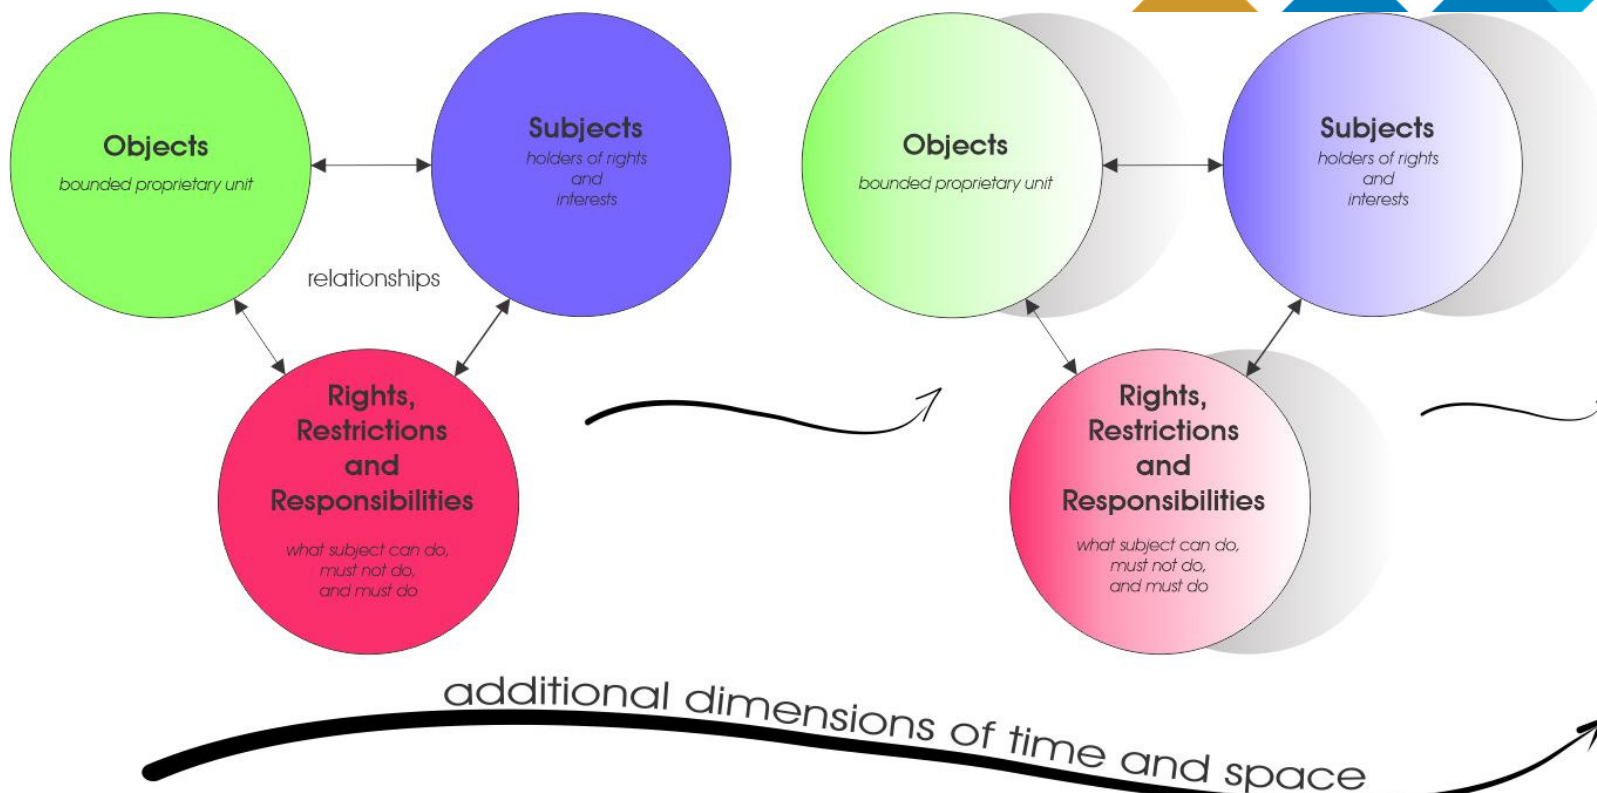 Objects
bounded proprietary unit
Subjects
holders of rights
and
interests
relationships
Rights,
Restrictions
and
Responsibilities
what subject can do,
must not do,
and must do
Objects
bounded proprietary unit
Subjects
holders of rights
and
interests
Rights,
Restrictions
and
Responsibilities
what subject can do,
must not do,
and must do
additional dimensions of time and space